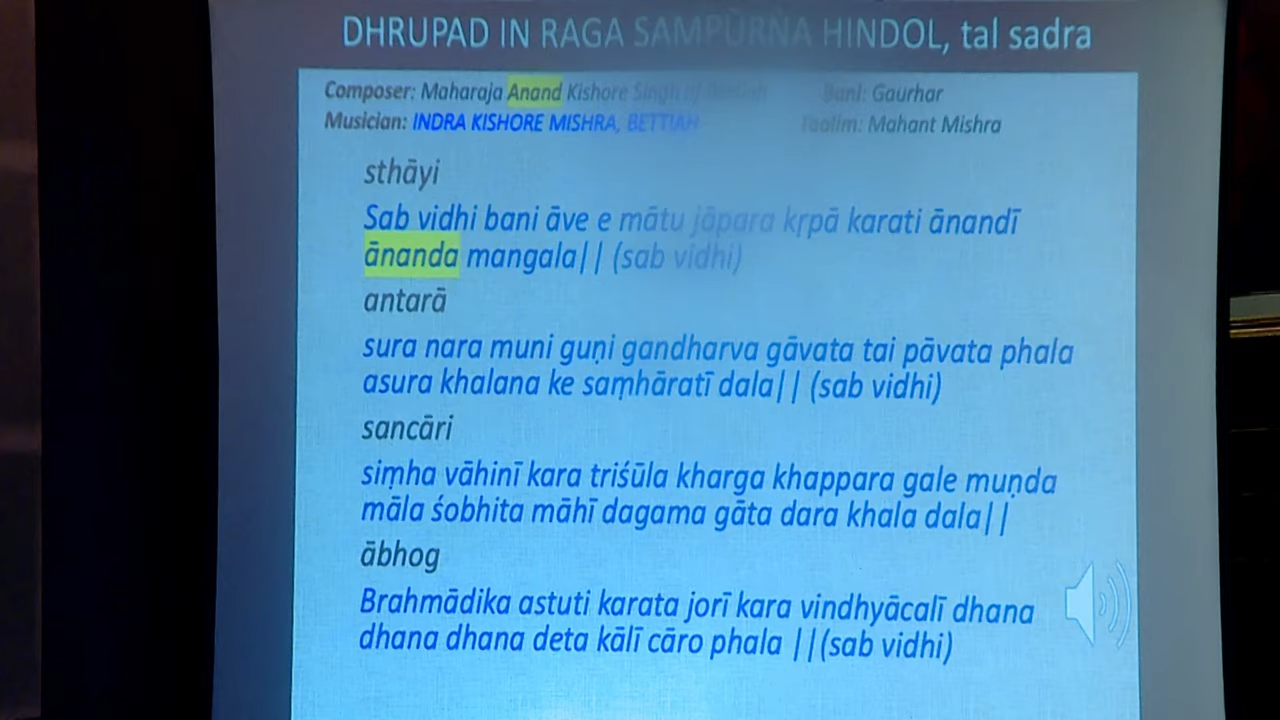 DHRUPAD IN RAGA SAMPŪRṆA HINDOL, tal sadra
Composer: Maharaja Anand Kishore Singh of Bettiah Bani: Gaurhar
Musician: INDRA KISHORE MISHRA, BETTIAH Taalim: Mahant Mishra
sthāyi
Sab vidhi bani āve e mātu jāpara kṛpā karati ānandī
ānanda mangala|| (sab vidhi)
antarā
sura nara muni guṇi gandharva gāvata tai pāvata phala
asura khalana ke saṃhāratī dala|| (sab vidhi)
sancāri
siṃha vāhinī kara triśūla kharga khappara gale muṇda
māla śobhita māhī dagama gāta dara khala dala||
ābhog
Brahmādika astuti karata jorī kara vindhyācalī dhana
dhana dhana deta kālī cāro phala ||(sab vidhi)